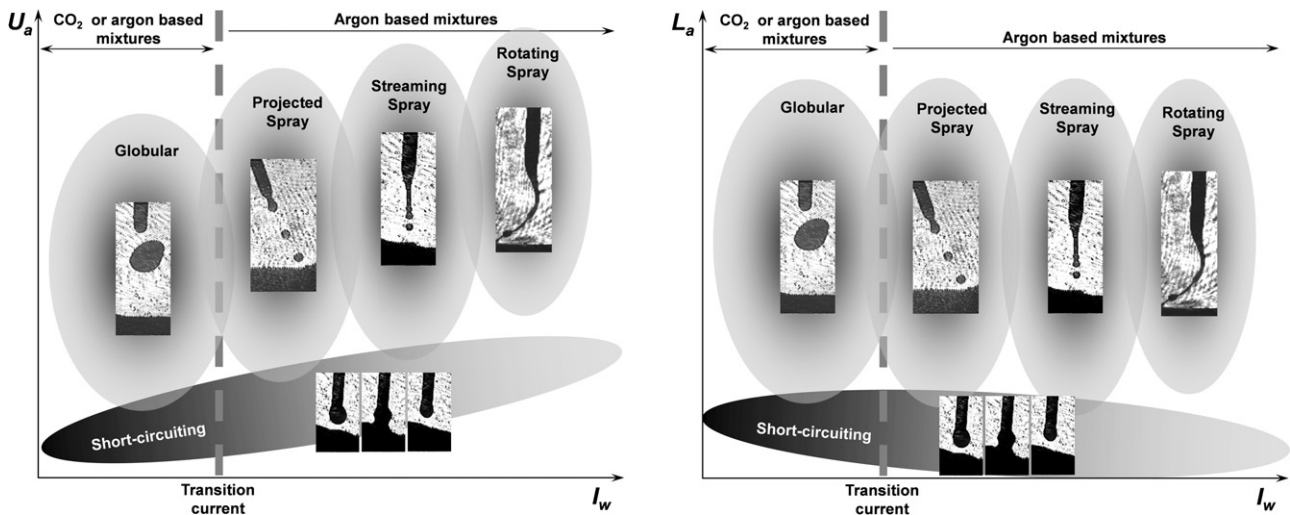 Uₐ
CO₂ or argon based
mixtures
Argon based mixtures
Globular
Projected
Spray
Streaming
Spray
Rotating
Spray
Short-circuiting
Transition
current
I_w
Lₐ
CO₂ or argon based
mixtures
Argon based mixtures
Globular
Projected
Spray
Streaming
Spray
Rotating
Spray
Short-circuiting
Transition
current
I_w